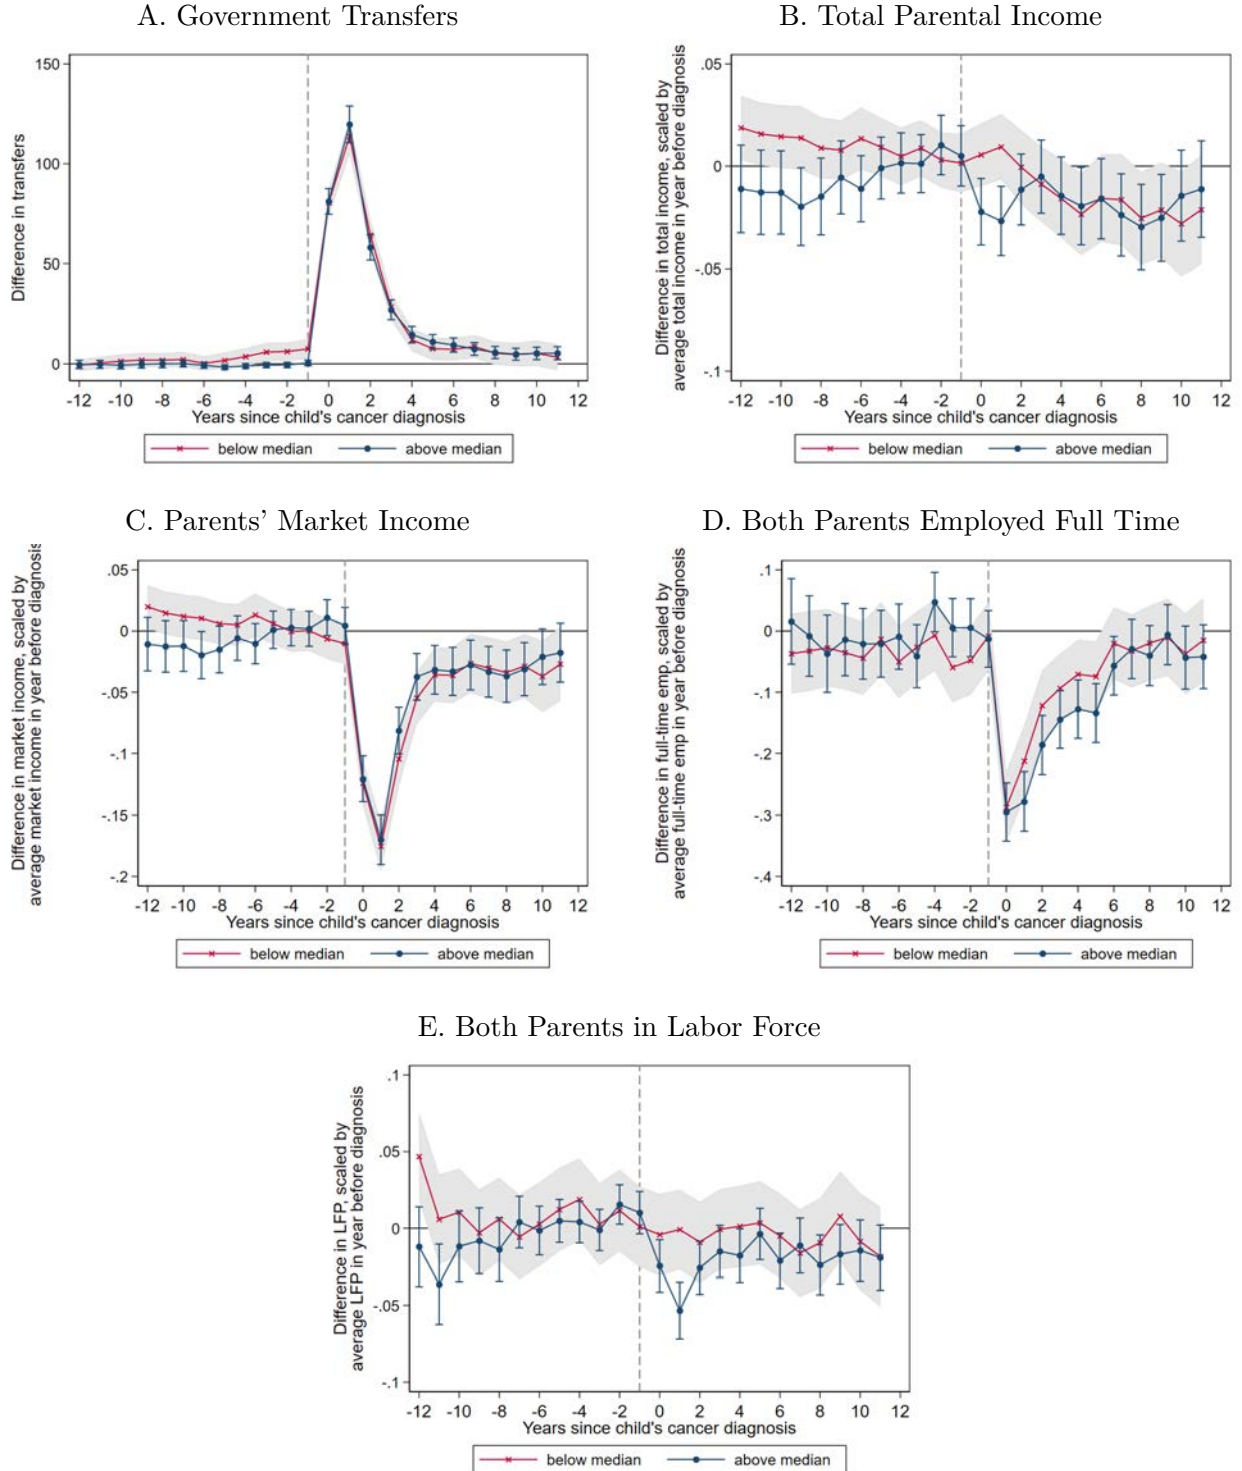 A. Government Transfers
Difference in transfers
150
100
50
0
-12 -10 -8 -6 -4 -2 0 2 4 6 8 10 12
Years since child's cancer diagnosis
below median above median
B. Total Parental Income
Difference in total income, scaled by
average total income in year before diagnosis
.05
0
-.05
-.1
-12 -10 -8 -6 -4 -2 0 2 4 6 8 10 12
Years since child's cancer diagnosis
below median above median
C. Parents' Market Income
Difference in market income, scaled by
average market income in year before diagnosis
.05
0
-.05
-.1
-.15
-.2
-12 -10 -8 -6 -4 -2 0 2 4 6 8 10 12
Years since child's cancer diagnosis
below median above median
D. Both Parents Employed Full Time
Difference in full-time emp, scaled by
average full-time emp in year before diagnosis
.1
0
-.1
-.2
-.3
-.4
-12 -10 -8 -6 -4 -2 0 2 4 6 8 10 12
Years since child's cancer diagnosis
below median above median
E. Both Parents in Labor Force
Difference in LFP, scaled by
average LFP in year before diagnosis
.1
.05
0
-.05
-.1
-12 -10 -8 -6 -4 -2 0 2 4 6 8 10 12
Years since child's cancer diagnosis
below median above median